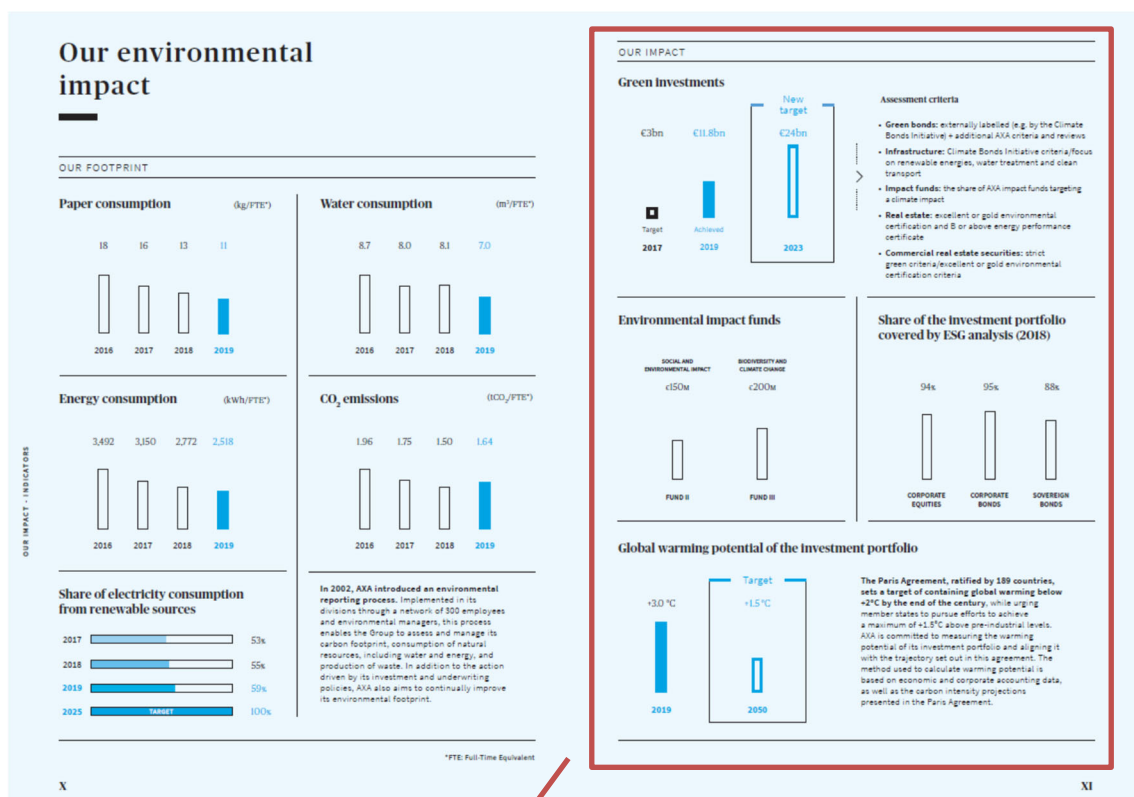 Our environmental
impact
OUR FOOTPRINT
Paper consumption (kg/FTE*)
18 16 13 11
2016 2017 2018 2019
Water consumption (m³/FTE*)
8.7 8.0 8.1 7.0
2016 2017 2018 2019
Energy consumption (kWh/FTE*)
3,492 3,150 2,772 2,518
2016 2017 2018 2019
CO₂ emissions (tCO₂/FTE*)
1.96 1.75 1.50 1.64
2016 2017 2018 2019
Share of electricity consumption
from renewable sources
2017 53%
2018 55%
2019 59%
2025 TARGET 100%
In 2002, AXA introduced an environmental
reporting process. Implemented in its
divisions through a network of 300 employees
and environmental managers, this process
enables the Group to assess and manage its
carbon footprint, consumption of natural
resources, including water and energy, and
production of waste. In addition to the action
driven by its investment and underwriting
policies, AXA also aims to continually improve
its environmental footprint.
*FTE: Full-Time Equivalent
OUR IMPACT - INDICATORS
X
OUR IMPACT
Green investments
New
target
€3bn €11.8bn €24bn
Target Achieved
2017 2019 2023
Assessment criteria
• Green bonds: externally labelled (e.g. by the Climate
Bonds Initiative) + additional AXA criteria and reviews
• Infrastructure: Climate Bonds Initiative criteria/focus
on renewable energies, water treatment and clean
transport
• Impact funds: the share of AXA impact funds targeting
a climate impact
• Real estate: excellent or gold environmental
certification and B or above energy performance
certificate
• Commercial real estate securities: strict
green criteria/excellent or gold environmental
certification criteria
Environmental impact funds
SOCIAL AND
ENVIRONMENTAL IMPACT
€150M
FUND II
BIODIVERSITY AND
CLIMATE CHANGE
€200M
FUND III
Share of the investment portfolio
covered by ESG analysis (2018)
94% 95% 88%
CORPORATE
EQUITIES
CORPORATE
BONDS
SOVEREIGN
BONDS
Global warming potential of the investment portfolio
Target
+3.0 °C +1.5 °C
2019 2050
The Paris Agreement, ratified by 189 countries,
sets a target of containing global warming below
+2°C by the end of the century, while urging
member states to pursue efforts to achieve
a maximum of +1.5°C above pre-industrial levels.
AXA is committed to measuring the warming
potential of its investment portfolio and aligning it
with the trajectory set out in this agreement. The
method used to calculate warming potential is
based on economic and corporate accounting data,
as well as the carbon intensity projections
presented in the Paris Agreement.
XI